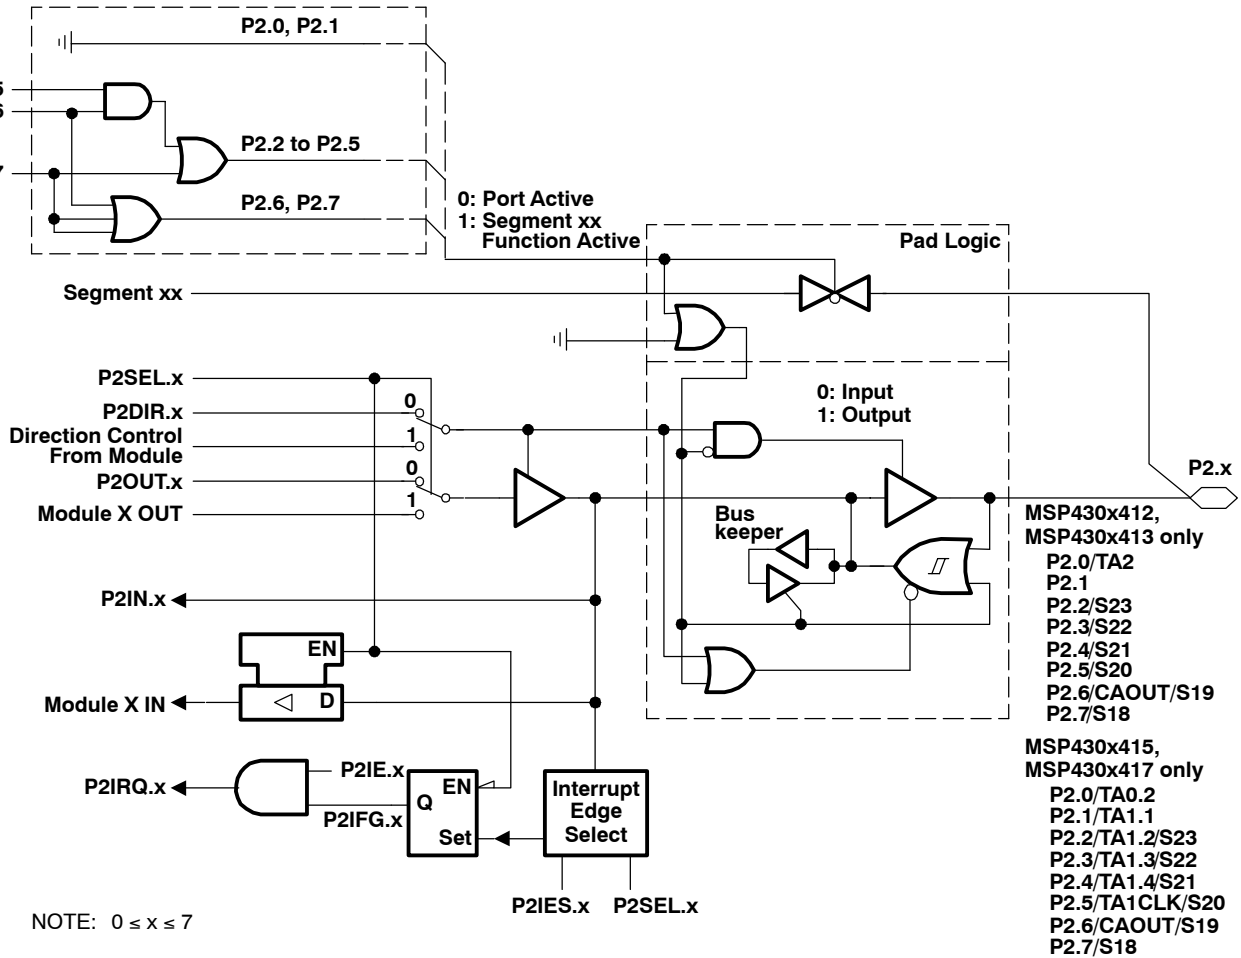 P2.0, P2.1
P2.2 to P2.5
P2.6, P2.7
0: Port Active
1: Segment xx
Function Active
Pad Logic
Segment xx
P2SEL.x
0
P2DIR.x
Direction Control
From Module
1
0
P2OUT.x
1
Module X OUT
0: Input
1: Output
P2.x
Bus
keeper
MSP430x412,
MSP430x413 only
P2.0/TA2
P2.1
P2.2/S23
P2.3/S22
P2.4/S21
P2.5/S20
P2.6/CAOUT/S19
P2.7/S18
P2IN.x
EN
Module X IN
D
MSP430x415,
MSP430x417 only
P2.0/TA0.2
P2.1/TA1.1
P2.2/TA1.2/S23
P2.3/TA1.3/S22
P2.4/TA1.4/S21
P2.5/TA1CLK/S20
P2.6/CAOUT/S19
P2.7/S18
P2IRQ.x
P2IE.x
P2IFG.x
EN
Q
Set
Interrupt
Edge
Select
P2IES.x P2SEL.x
NOTE: 0 ≤ x ≤ 7